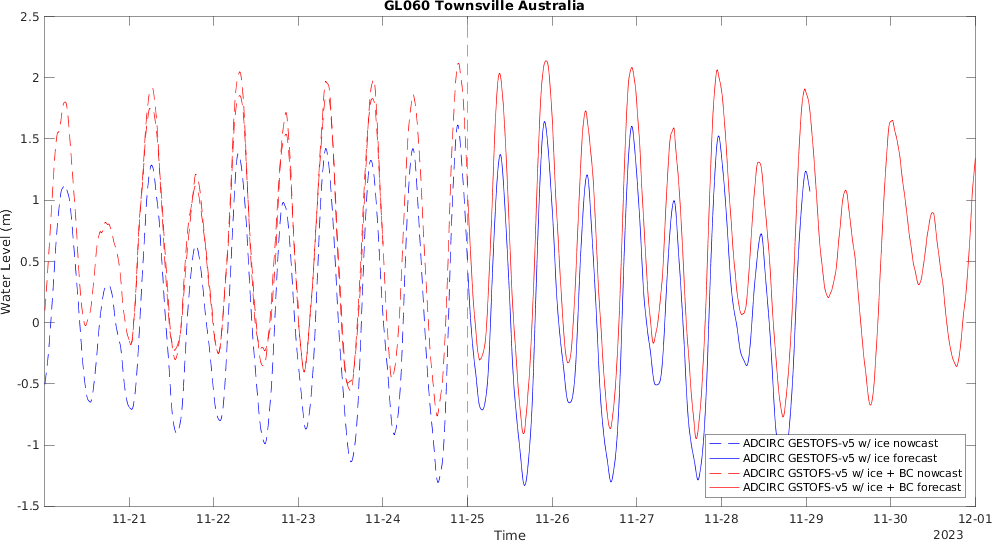 GL060 Townsville Australia
2.5
2
1.5
1
0.5
0
-0.5
-1
-1.5
Water Level (m)
ADCIRC GESTOFS-v5 w/ ice nowcast
ADCIRC GESTOFS-v5 w/ ice forecast
ADCIRC GSTOFS-v5 w/ ice + BC nowcast
ADCIRC GSTOFS-v5 w/ ice + BC forecast
11-21 11-22 11-23 11-24 11-25 11-26 11-27 11-28 11-29 11-30 12-01
Time
2023